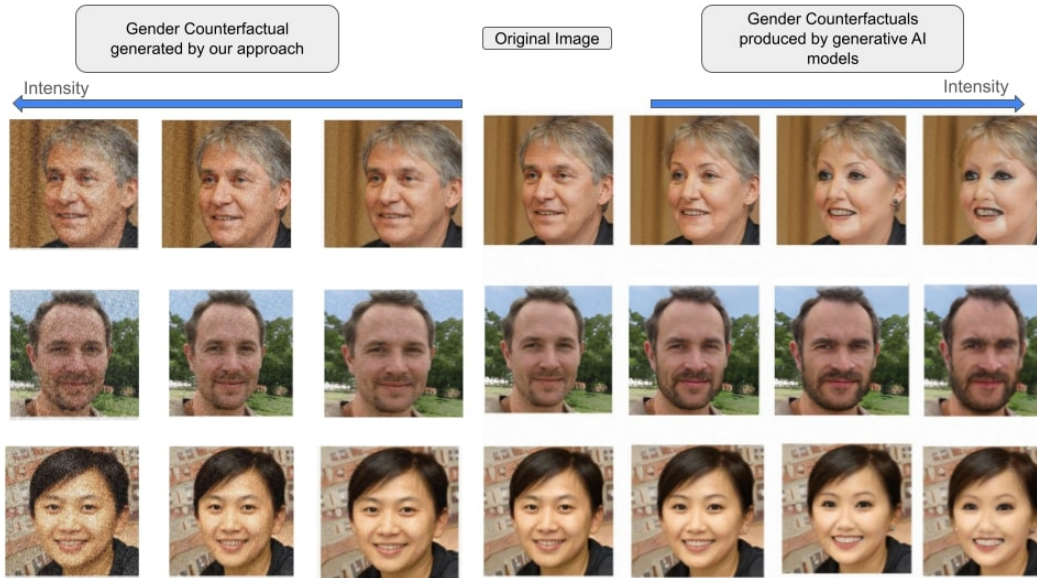 Gender Counterfactual
generated by our approach
Original Image
Gender Counterfactuals
produced by generative AI
models
Intensity
Intensity